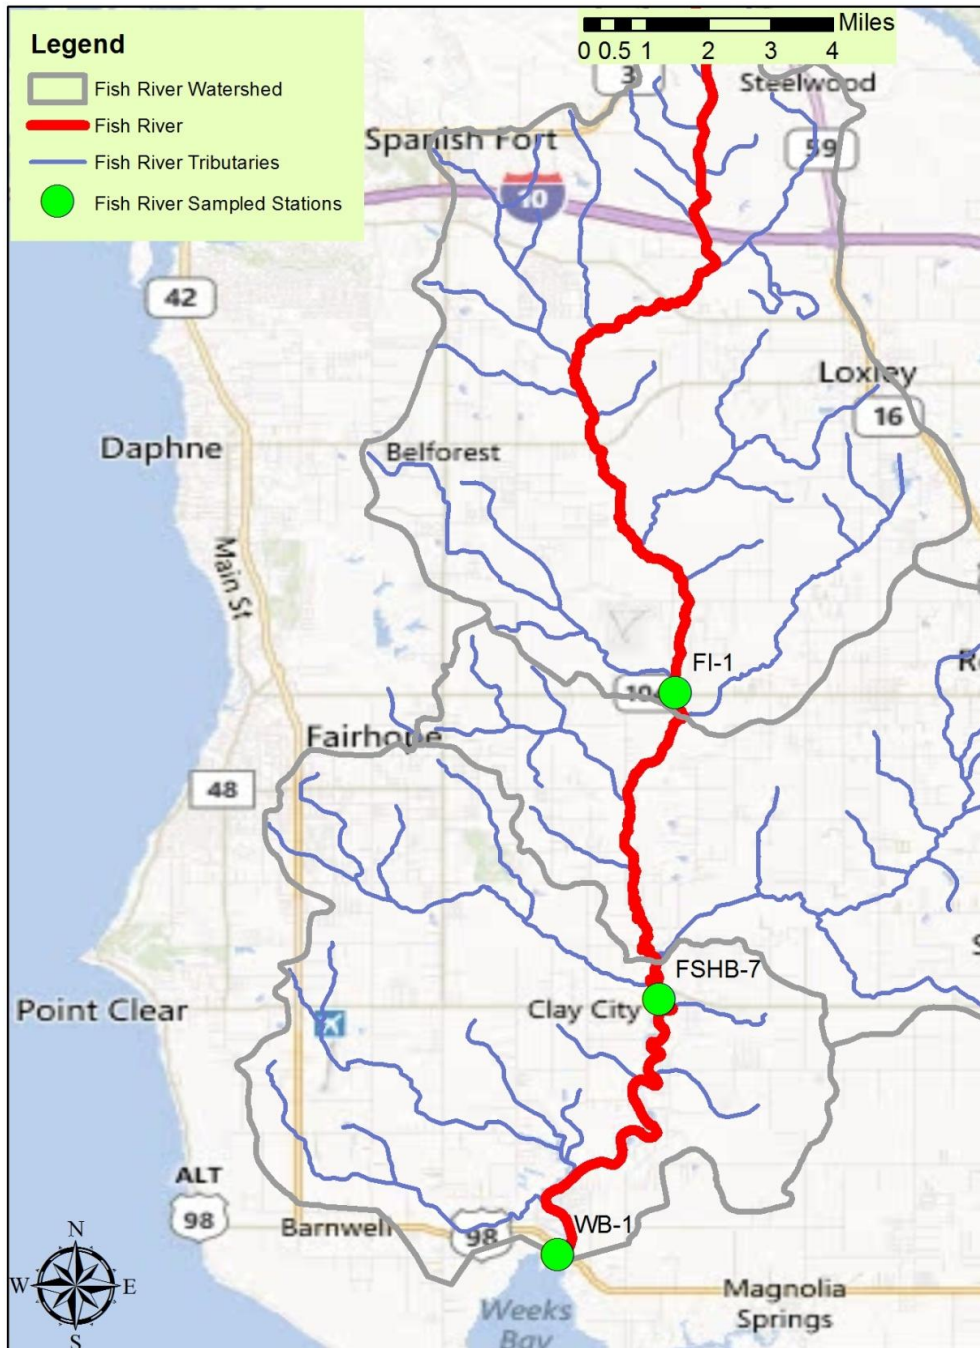 Legend
Fish River Watershed
Fish River
Fish River Tributaries
Fish River Sampled Stations
Miles
0 0.5 1 2 3 4
3
Steelwood
59
Spanish Fort
10
42
Loxley
16
Daphne
Belforest
Main St
FI-1
104
Fairhope
48
FSHB-7
Point Clear
Clay City
ALT
98
Barnwell
98
WB-1
Magnolia
Springs
Weeks
Bay
N
W E
S